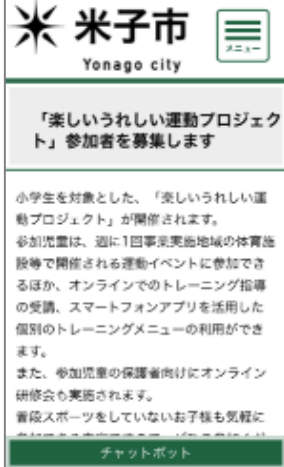 米子市
Yonago city
メニュー
「楽しいうれしい運動プロジェク
ト」参加者を募集します
小学生を対象とした、「楽しいうれしい運
動プロジェクト」が開催されます。
参加児童は、週に1回事業実施地域の体育施
設等で開催される運動イベントに参加でき
るほか、オンラインでのトレーニング指導
の受講、スマートフォンアプリを活用した
個別のトレーニングメニューの利用ができ
ます。
また、参加児童の保護者向けにオンライン
研修会も実施されます。
普段スポーツをしていないお子様も気軽に
チャットボット